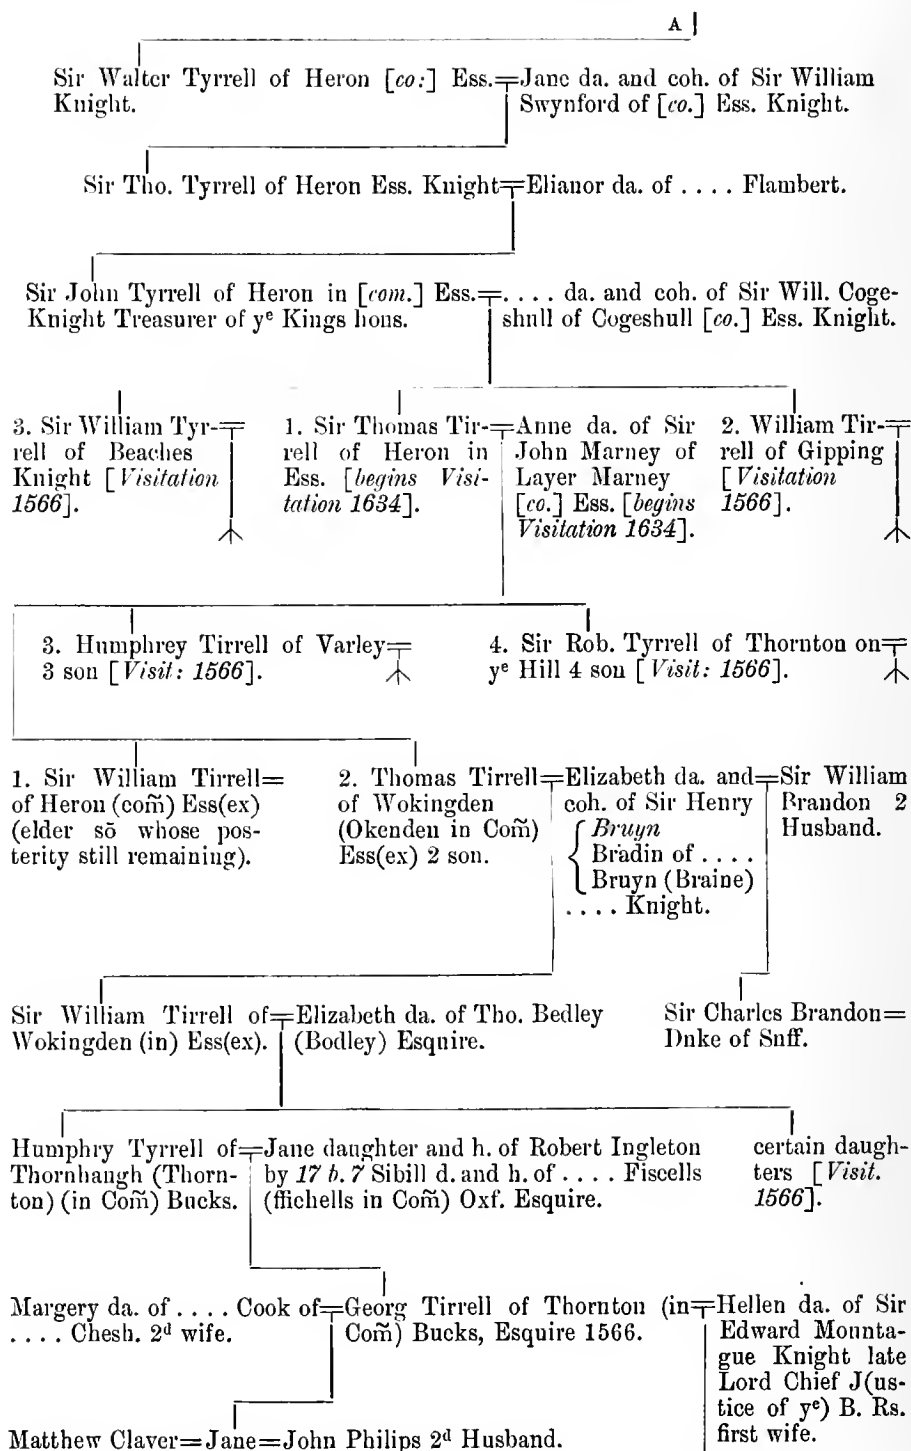 A
Sir Walter Tyrrell of Heron [co:] Ess.=Jane da. and coh. of Sir William
Knight. Swynford of [co.] Ess. Knight.
Sir Tho. Tyrrell of Heron Ess. Knight=Elianor da. of . . . . Flambert.
Sir John Tyrrell of Heron in [com.] Ess.=. . . . da. and coh. of Sir Will. Coge-
Knight Treasurer of yᵉ Kings hous. shull of Cogeshull [co.] Ess. Knight.
3. Sir William Tyr-=
rell of Beaches
Knight [Visitation
1566].
1. Sir Thomas Tir-=
rell of Heron in
Ess. [begins Visi-
tation 1634].
Anne da. of Sir
John Marney of
Layer Marney
[co.] Ess. [begins
Visitation 1634].
2. William Tir-=
rell of Gipping
[Visitation
1566].
3. Humphrey Tirrell of Varley=
3 son [Visit: 1566].
4. Sir Rob. Tyrrell of Thornton on=
yᵉ Hill 4 son [Visit: 1566].
1. Sir William Tirrell=
of Heron (com̃) Ess(ex)
(elder sō whose pos-
terity still remaining).
2. Thomas Tirrell=
of Wokingden
(Okenden in Com̃)
Ess(ex) 2 son.
Elizabeth da. and=
coh. of Sir Henry
Bruyn
Bradin of . . . .
Bruyn (Braine)
. . . . Knight.
Sir William
Brandon 2
Husband.
Sir William Tirrell of=Elizabeth da. of Tho. Bedley
Wokingden (in) Ess(ex). (Bodley) Esquire.
Sir Charles Brandon=
Duke of Suff.
Humphry Tyrrell of=
Thornhaugh (Thorn-
ton) (in Com̃) Bucks.
Jane daughter and h. of Robert Ingleton
by 17 h. 7 Sibill d. and h. of . . . . Fiscells
(ffichells in Com̃) Oxf. Esquire.
certain daugh-
ters [Visit.
1566].
Margery da. of . . . . Cook of=
. . . . Chesh. 2ᵈ wife.
Georg Tirrell of Thornton (in=
Com̃) Bucks, Esquire 1566.
Hellen da. of Sir
Edward Mounta-
gue Knight late
Lord Chief J(us-
tice of yᵉ) B. Rs.
first wife.
Matthew Claver=Jane=John Philips 2ᵈ Husband.